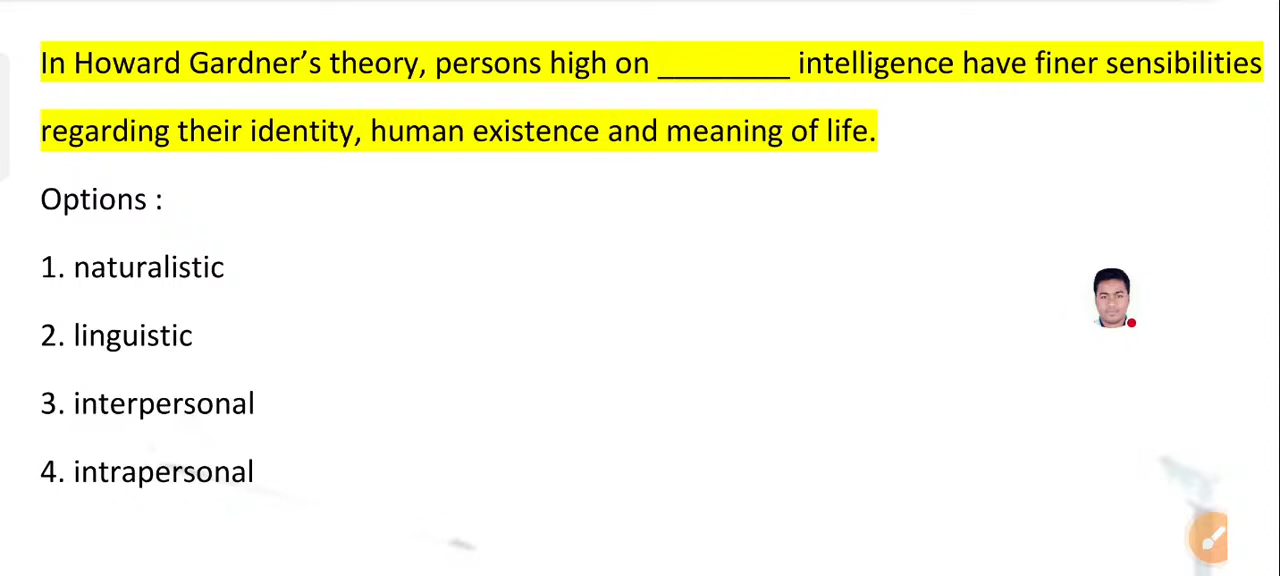 In Howard Gardner’s theory, persons high on ________ intelligence have finer sensibilities
regarding their identity, human existence and meaning of life.
Options :
1. naturalistic
2. linguistic
3. interpersonal
4. intrapersonal